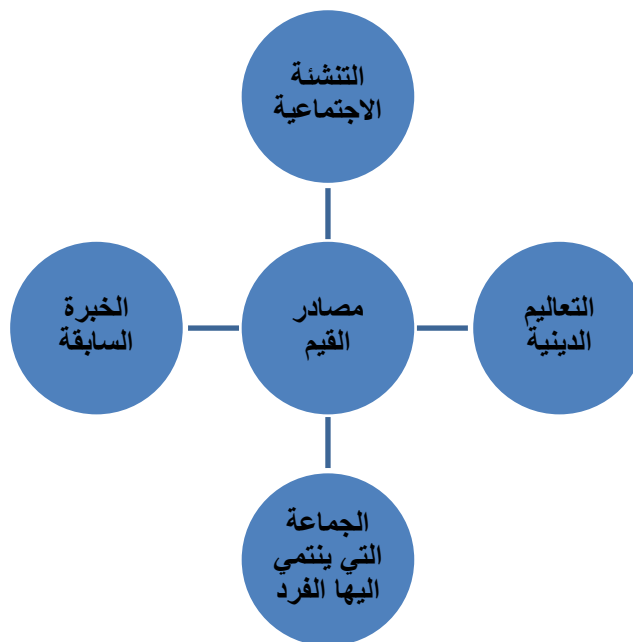 التنشئة
الاجتماعية
الخبرة
السابقة
مصادر
القيم
التعاليم
الدينية
الجماعة
التي ينتمي
اليها الفرد